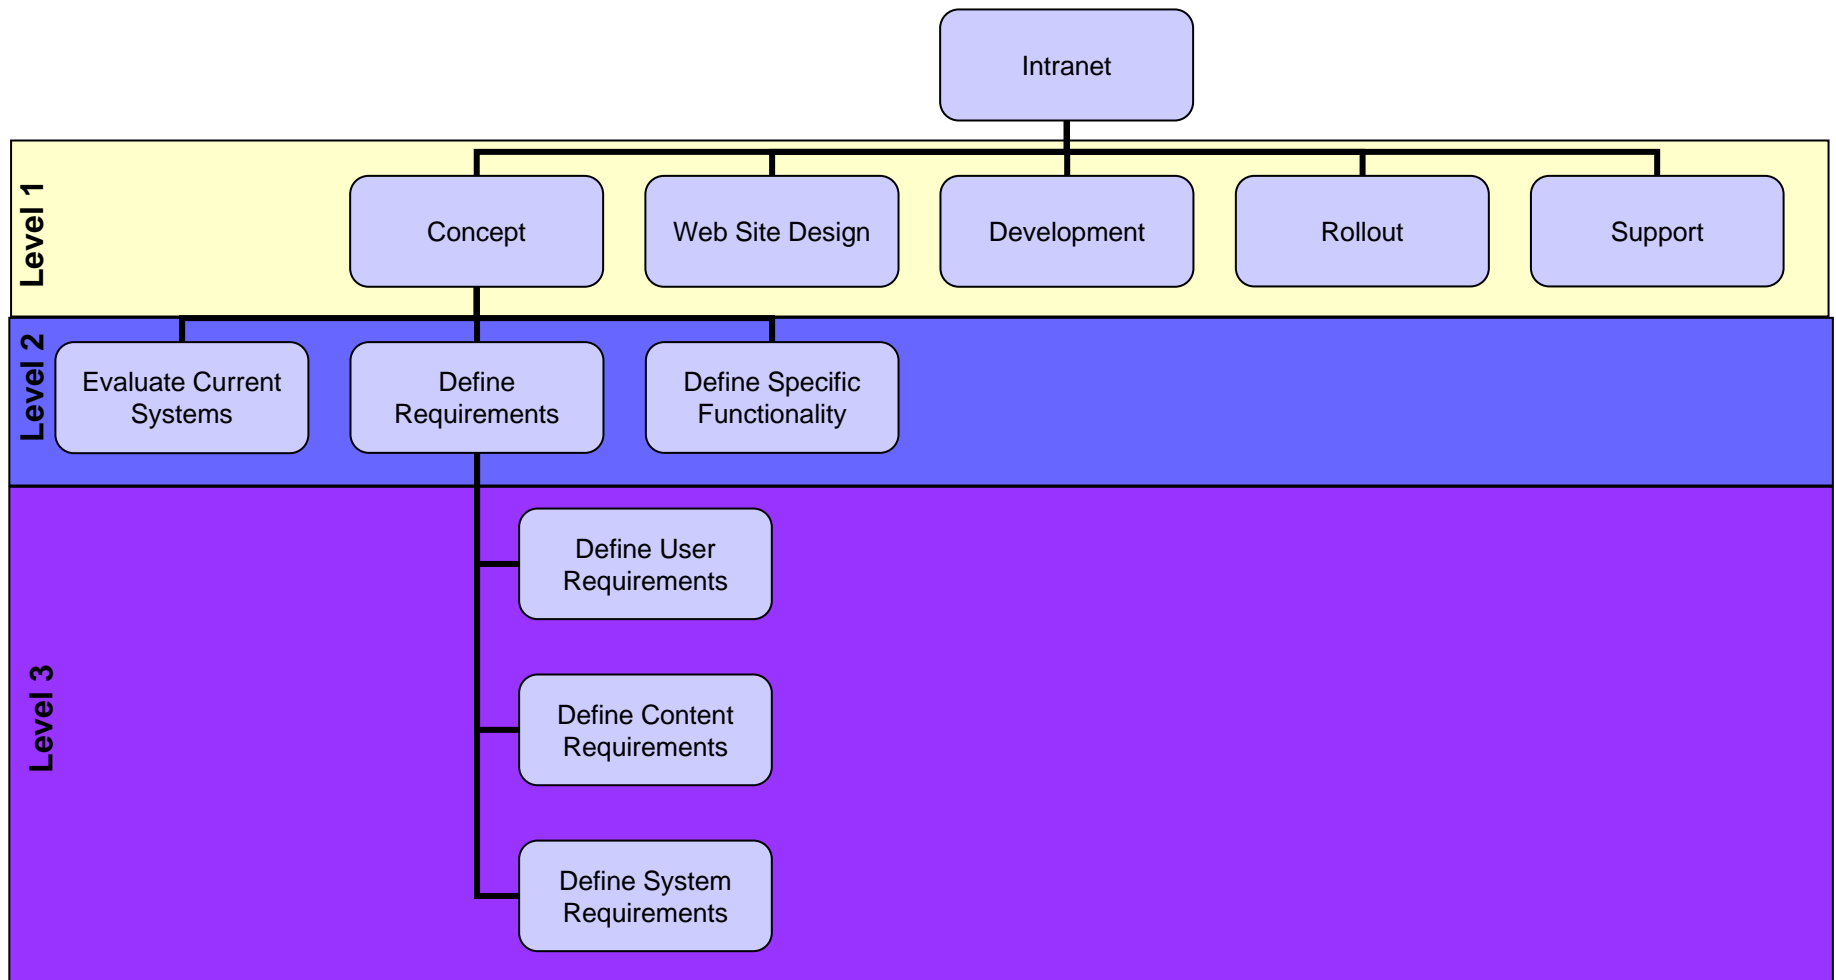 Intranet
Level 1
Concept
Web Site Design
Development
Rollout
Support
Level 2
Evaluate Current
Systems
Define
Requirements
Define Specific
Functionality
Level 3
Define User
Requirements
Define Content
Requirements
Define System
Requirements